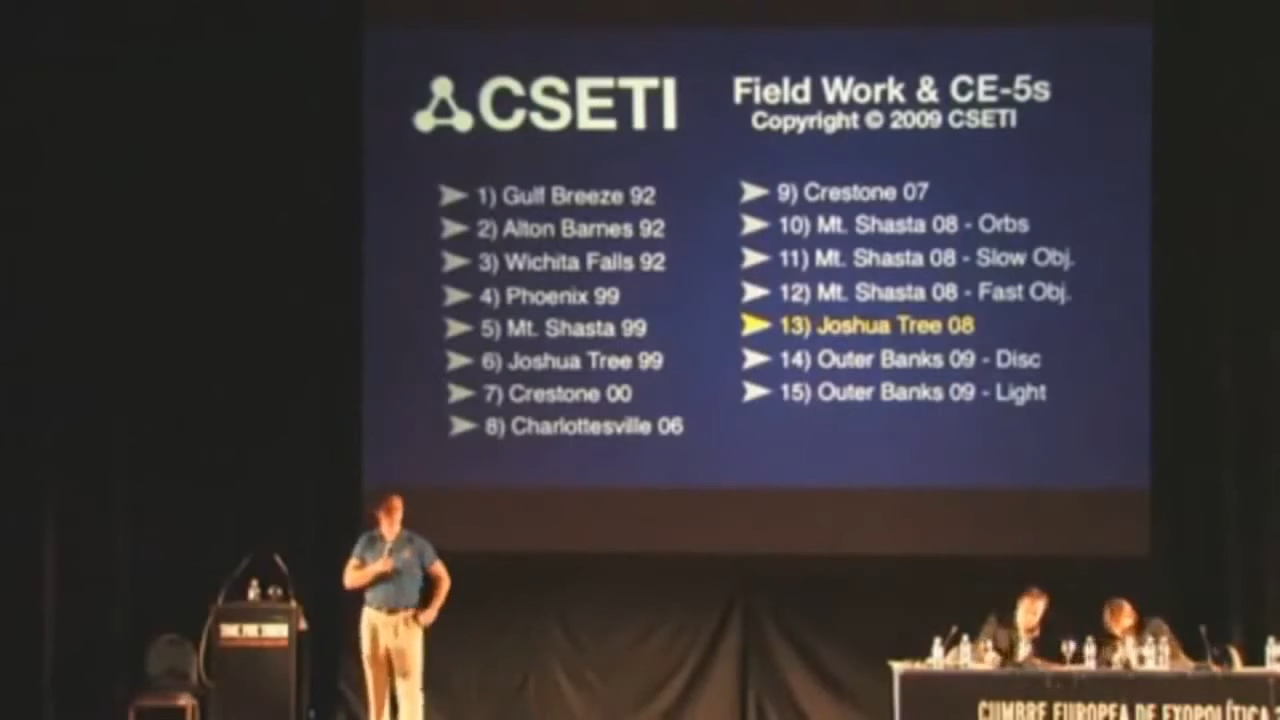 CSETI
Field Work & CE-5s
Copyright © 2009 CSETI
1) Gulf Breeze 92
2) Alton Barnes 92
3) Wichita Falls 92
4) Phoenix 99
5) Mt. Shasta 99
6) Joshua Tree 99
7) Crestone 00
8) Charlottesville 06
9) Crestone 07
10) Mt. Shasta 08 - Orbs
11) Mt. Shasta 08 - Slow Obj.
12) Mt. Shasta 08 - Fast Obj.
13) Joshua Tree 08
14) Outer Banks 09 - Disc
15) Outer Banks 09 - Light
CUMBRE EUROPEA DE EXOPOLÍTICA